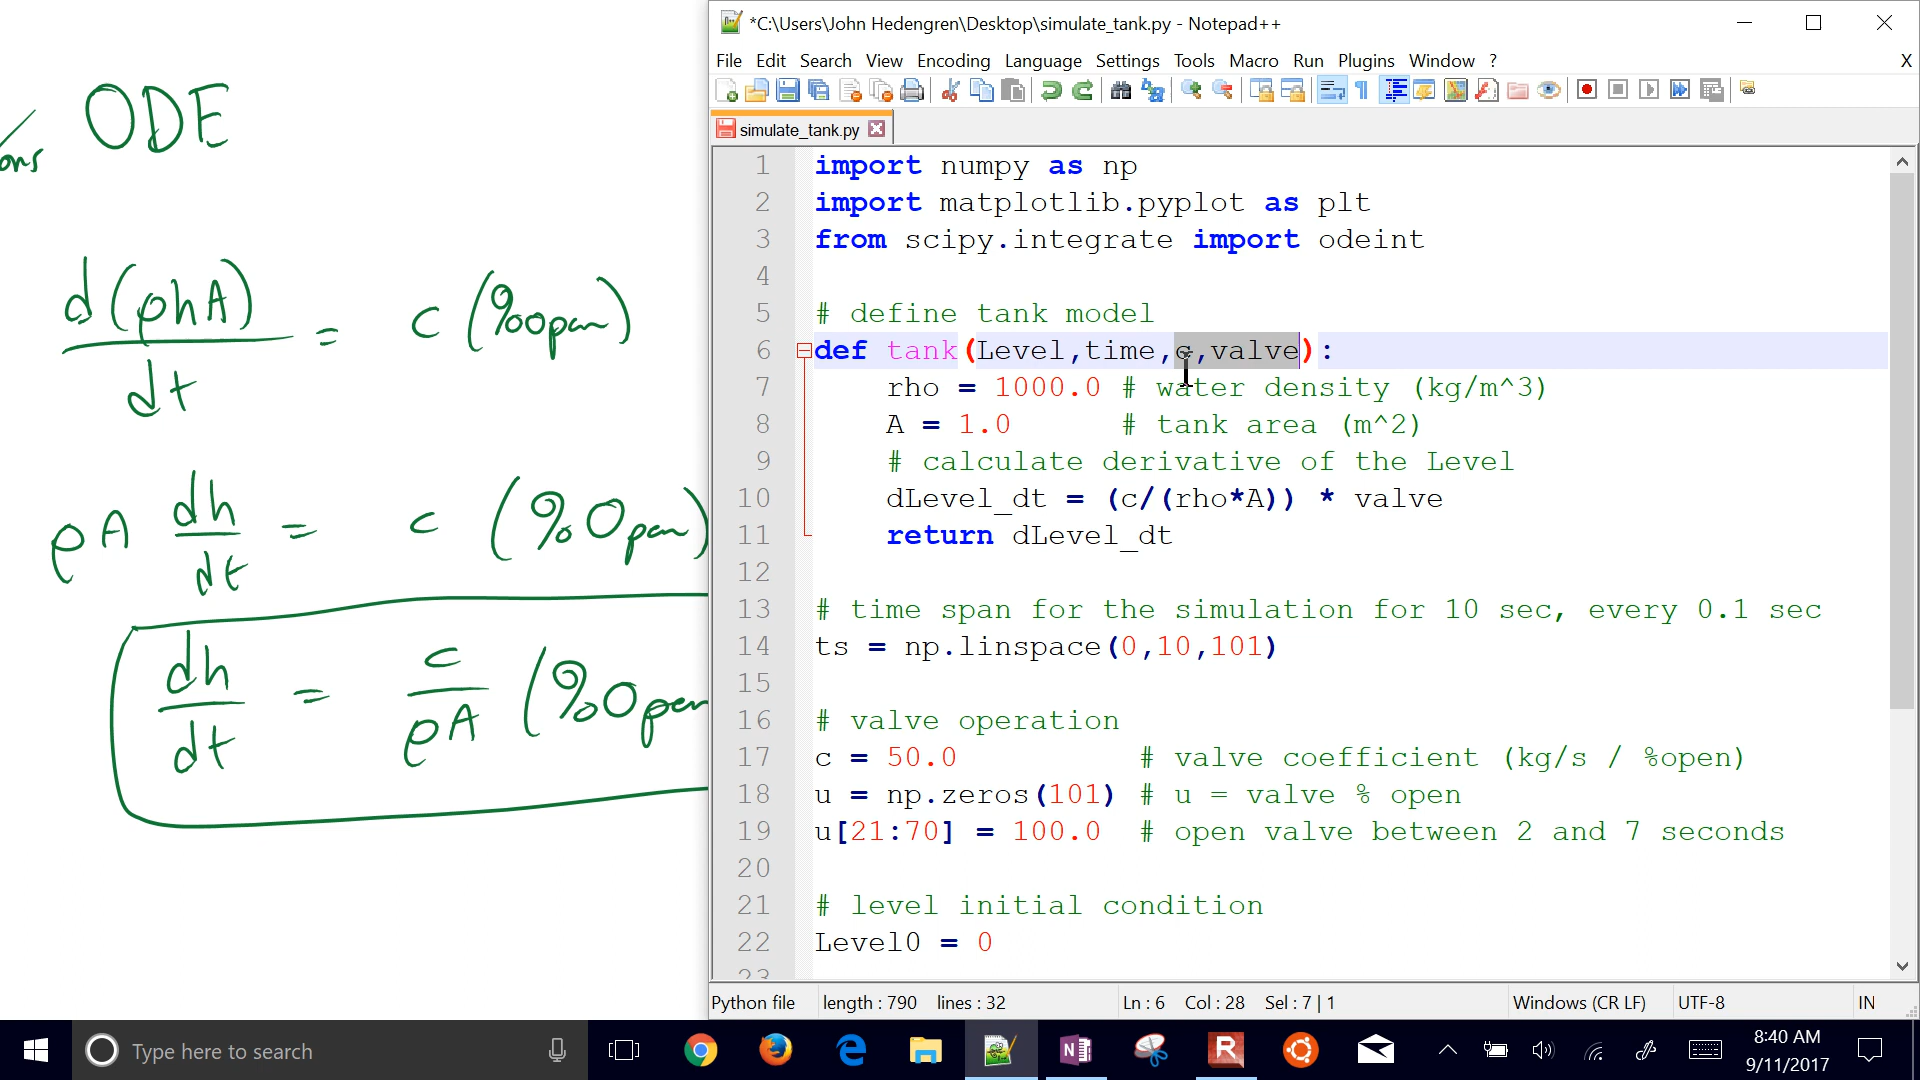 ons
ODE
d(ρhA)
dt
=
c (%open)
ρA dh
dt
=
c (%Open)
dh
dt
=
c
ρA
(%Open
*C:\Users\John Hedengren\Desktop\simulate_tank.py - Notepad++
File Edit Search View Encoding Language Settings Tools Macro Run Plugins Window ? X
simulate_tank.py
1 import numpy as np
2 import matplotlib.pyplot as plt
3 from scipy.integrate import odeint
4
5 # define tank model
6 def tank(Level,time,c,valve):
7 rho = 1000.0 # water density (kg/m^3)
8 A = 1.0 # tank area (m^2)
9 # calculate derivative of the Level
10 dLevel_dt = (c/(rho*A)) * valve
11 return dLevel_dt
12
13 # time span for the simulation for 10 sec, every 0.1 sec
14 ts = np.linspace(0,10,101)
15
16 # valve operation
17 c = 50.0 # valve coefficient (kg/s / %open)
18 u = np.zeros(101) # u = valve % open
19 u[21:70] = 100.0 # open valve between 2 and 7 seconds
20
21 # level initial condition
22 Level0 = 0
23
Python file length : 790 lines : 32 Ln : 6 Col : 28 Sel : 7 | 1 Windows (CR LF) UTF-8 IN
Type here to search
8:40 AM
9/11/2017